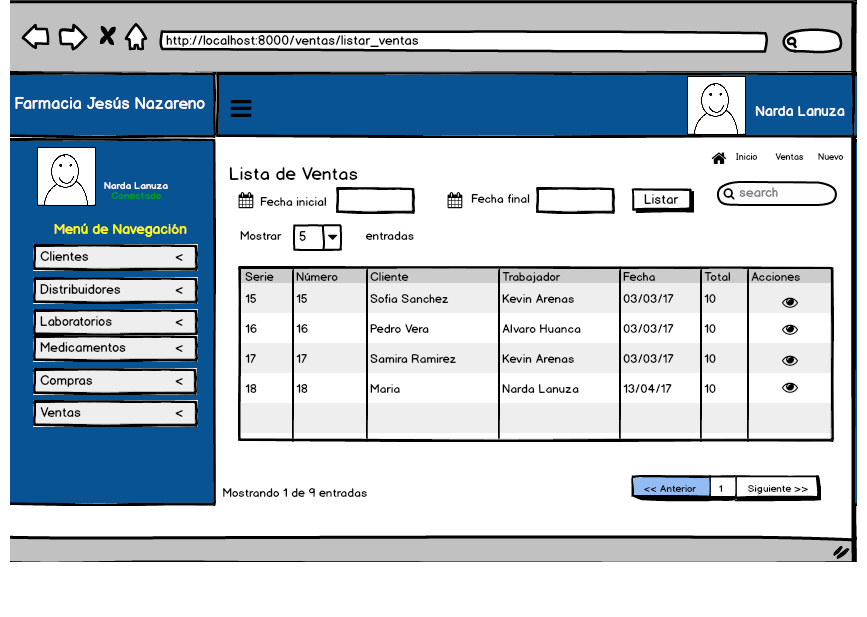 http://localhost:8000/ventas/listar_ventas
Farmacia Jesús Nazareno
Narda Lanuza
Narda Lanuza
Conectado
Menú de Navegación
Clientes <
Distribuidores <
Laboratorios <
Medicamentos <
Compras <
Ventas <
Inicio Ventas Nuevo
Lista de Ventas
Fecha inicial Fecha final Listar search
Mostrar 5 entradas
Serie Número Cliente Trabajador Fecha Total Acciones
15 15 Sofia Sanchez Kevin Arenas 03/03/17 10
16 16 Pedro Vera Alvaro Huanca 03/03/17 10
17 17 Samira Ramirez Kevin Arenas 03/03/17 10
18 18 Maria Narda Lanuza 13/04/17 10
Mostrando 1 de 9 entradas
<< Anterior 1 Siguiente >>